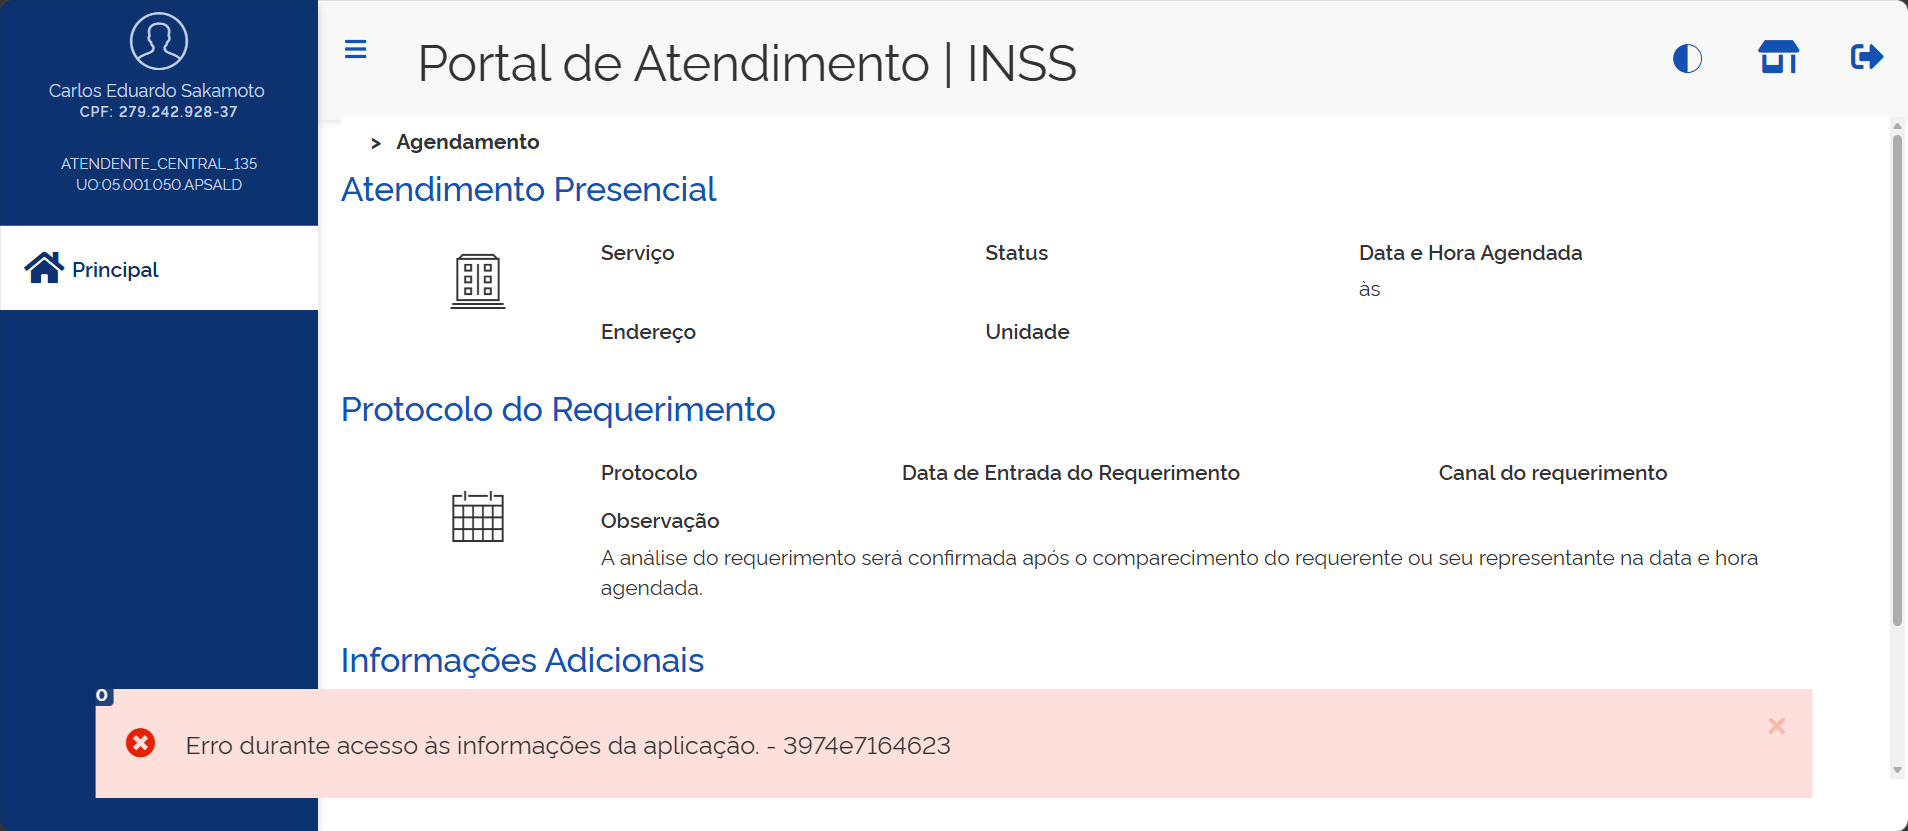 Carlos Eduardo Sakamoto
CPF: 279.242.928-37
ATENDENTE_CENTRAL_135
UO:05.001.050.APSALD
Principal
Portal de Atendimento | INSS
> Agendamento
Atendimento Presencial
Serviço Status Data e Hora Agendada
às
Endereço Unidade
Protocolo do Requerimento
Protocolo Data de Entrada do Requerimento Canal do requerimento
Observação
A análise do requerimento será confirmada após o comparecimento do requerente ou seu representante na data e hora
agendada.
Informações Adicionais
0
Erro durante acesso às informações da aplicação. - 3974e7164623